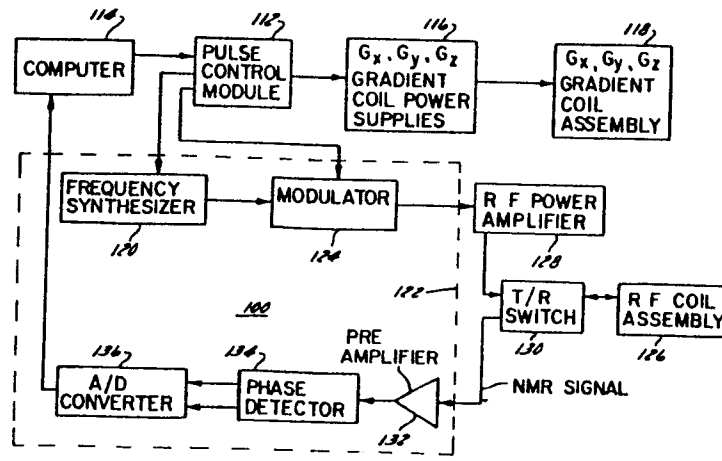 114
112
116
118
COMPUTER
PULSE
CONTROL
MODULE
Gx, Gy, Gz
GRADIENT
COIL POWER
SUPPLIES
Gx, Gy, Gz
GRADIENT
COIL
ASSEMBLY
FREQUENCY
SYNTHESIZER
120
MODULATOR
124
R F POWER
AMPLIFIER
128
122
100
T/R
SWITCH
130
R F COIL
ASSEMBLY
126
136
A/D
CONVERTER
134
PHASE
DETECTOR
PRE
AMPLIFIER
132
NMR SIGNAL